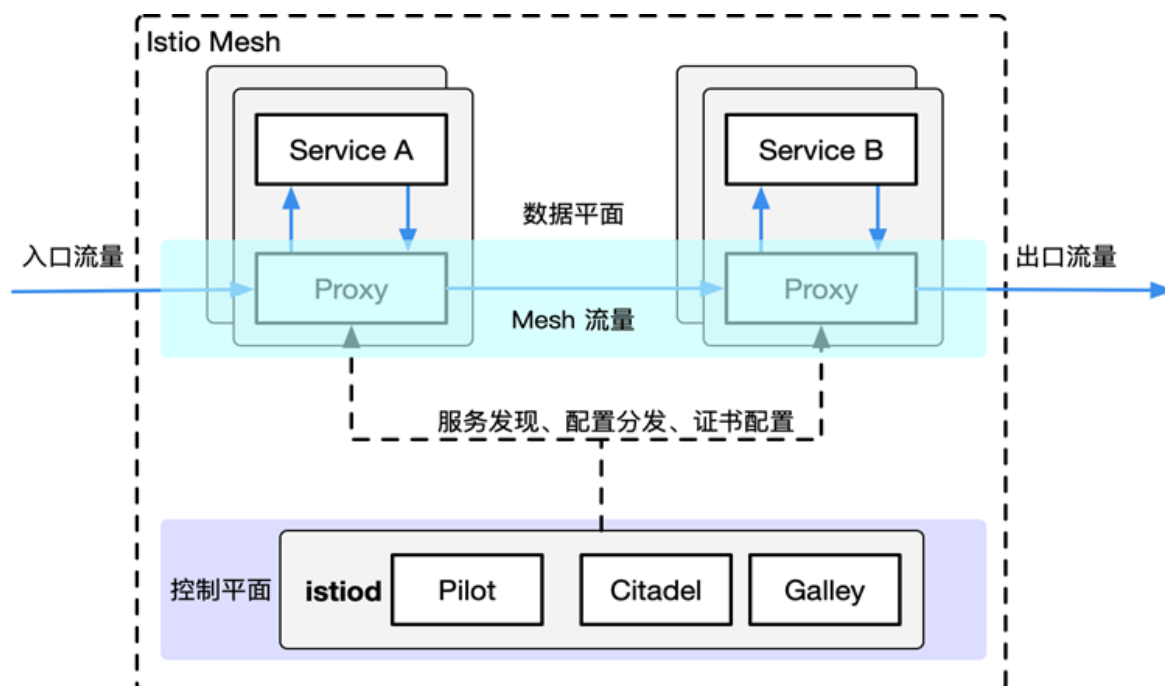 Istio Mesh
Service A
Service B
数据平面
入口流量
出口流量
Proxy
Proxy
Mesh 流量
服务发现、配置分发、证书配置
控制平面
istiod
Pilot
Citadel
Galley